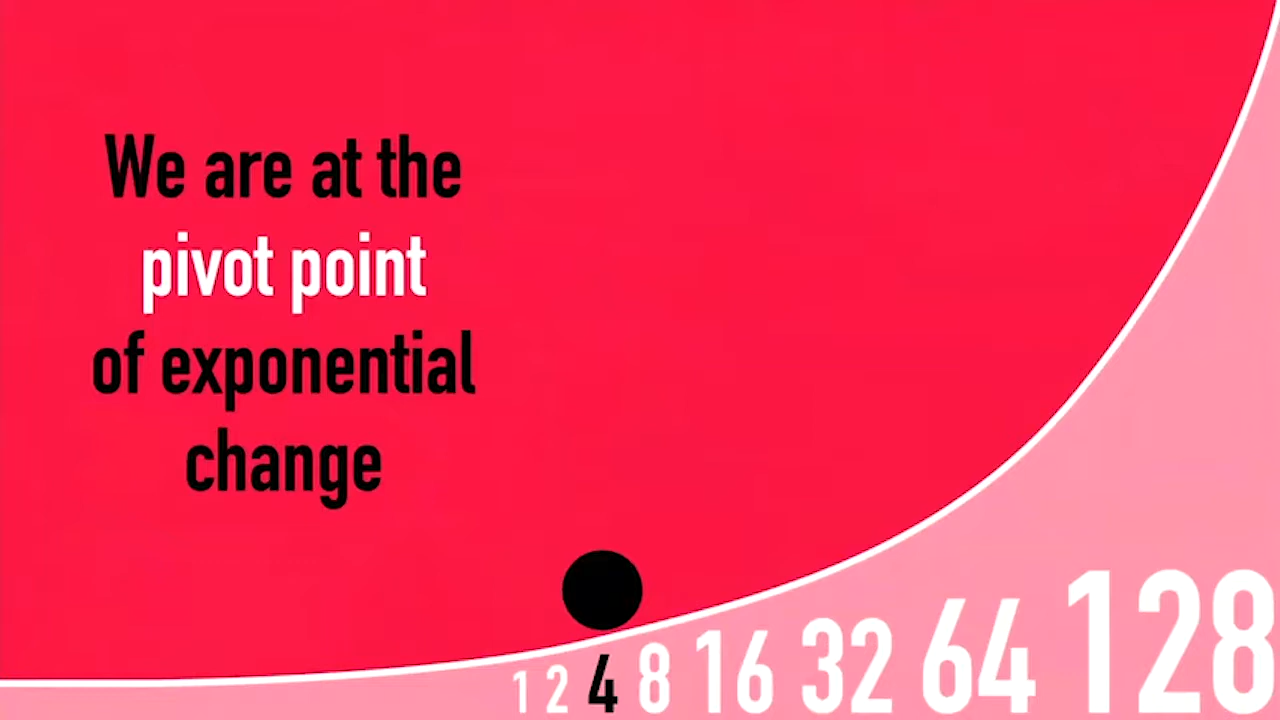 We are at the
pivot point
of exponential
change
1 2 4 8 16 32 64 128